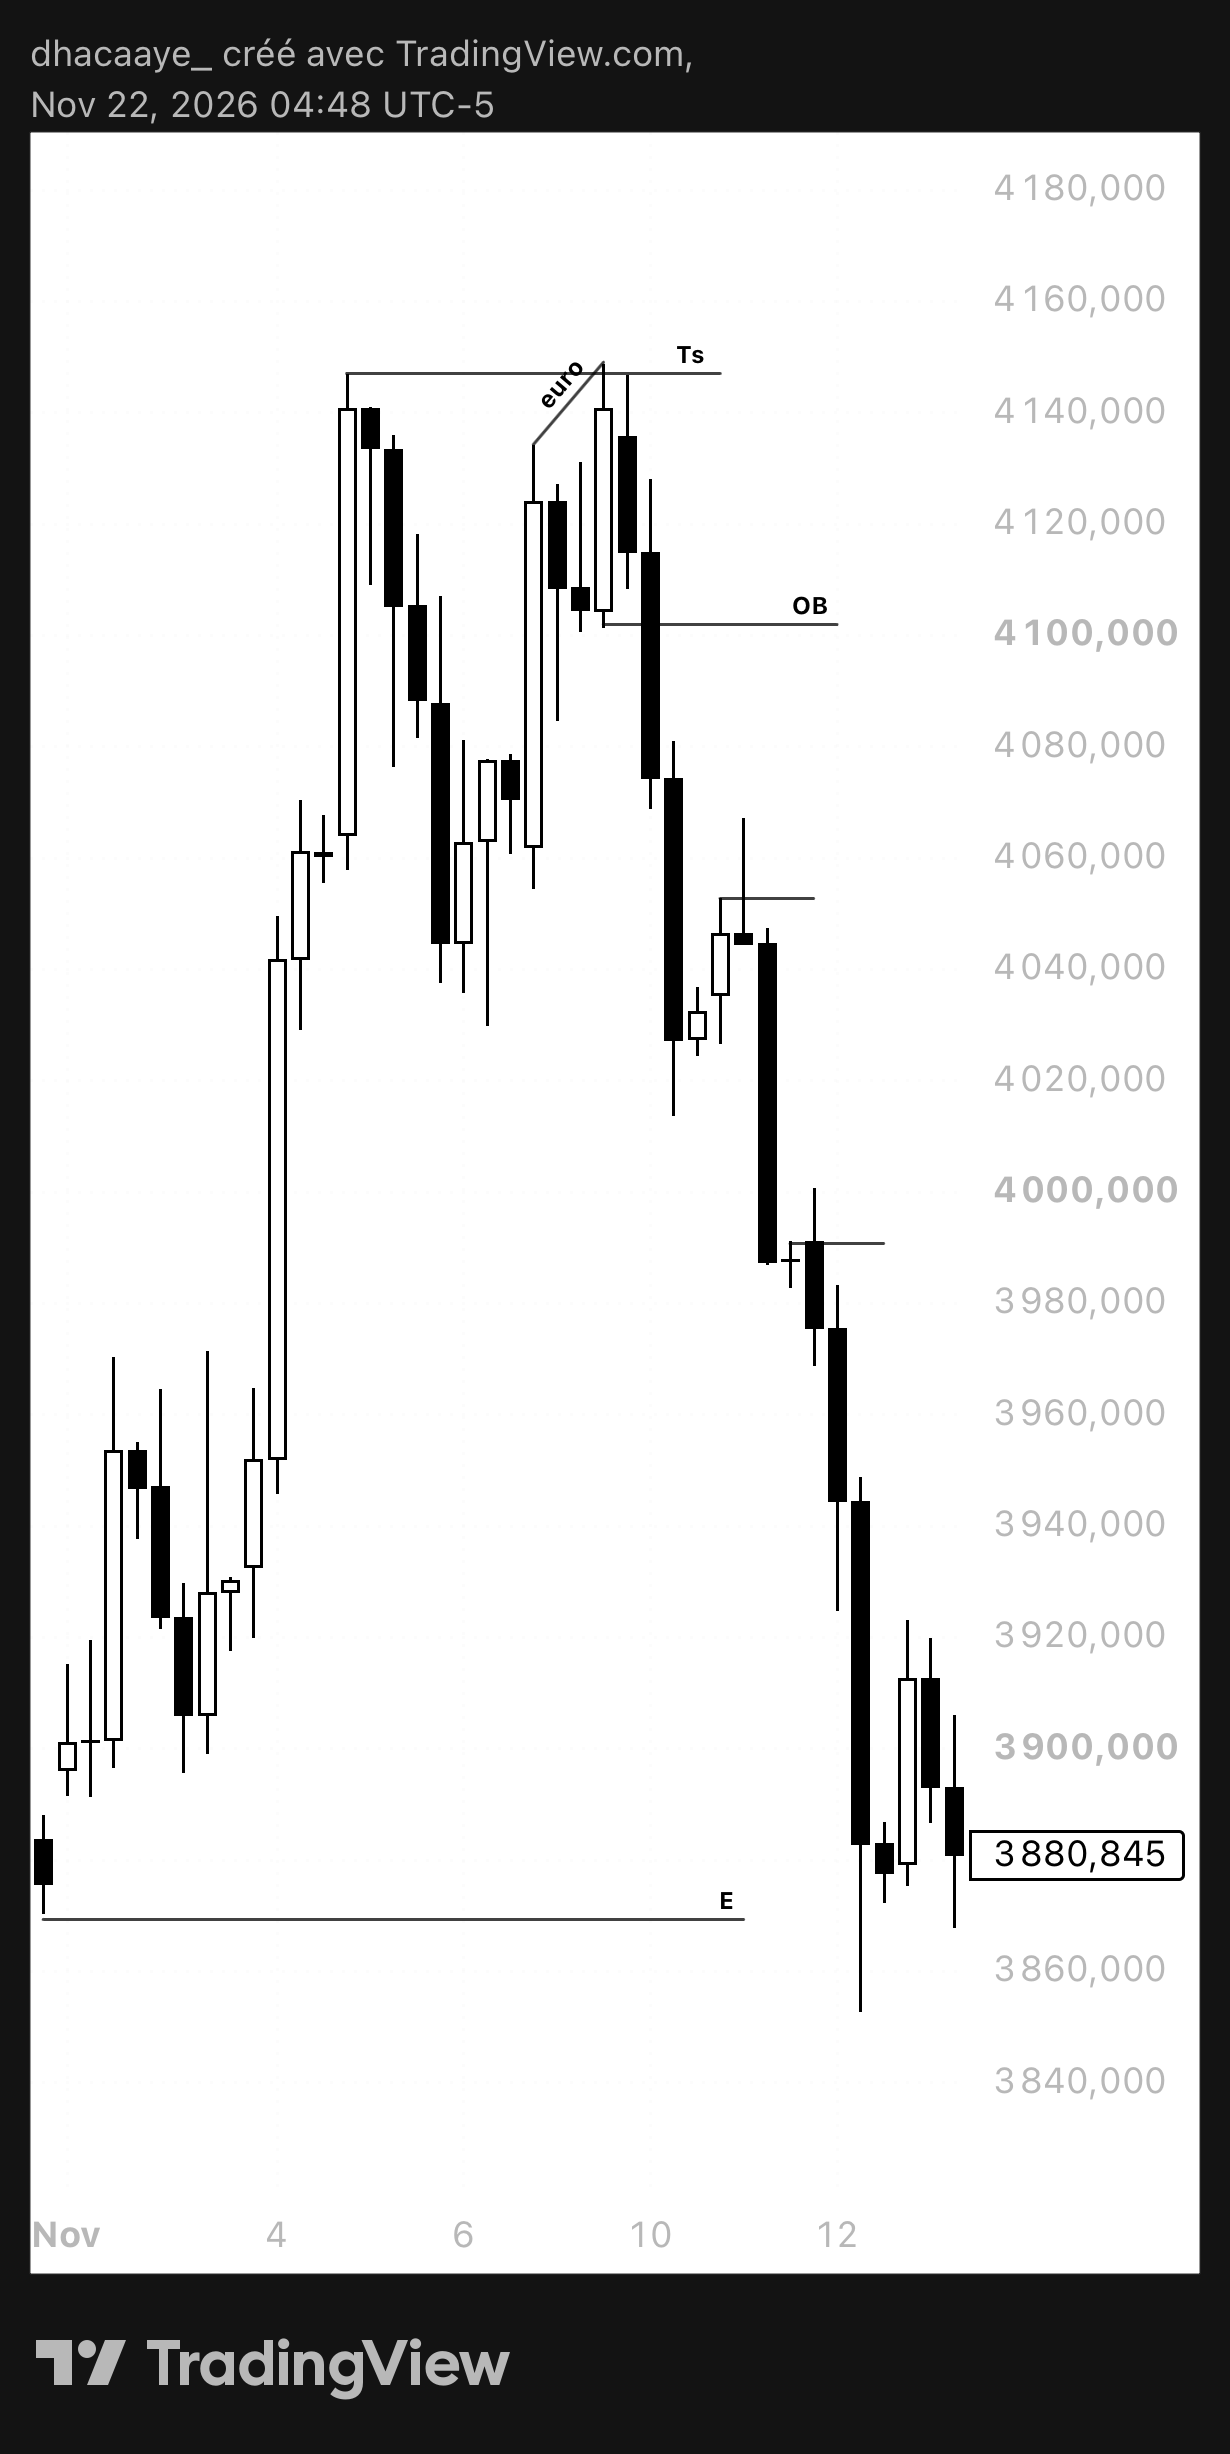 dhacaaye_ créé avec TradingView.com,
Nov 22, 2026 04:48 UTC-5
4 180,000
4 160,000
Ts
euro
4 140,000
4 120,000
OB
4 100,000
4 080,000
4 060,000
4 040,000
4 020,000
4 000,000
3 980,000
3 960,000
3 940,000
3 920,000
3 900,000
3 880,845
E
3 860,000
3 840,000
Nov 4 6 10 12
TradingView